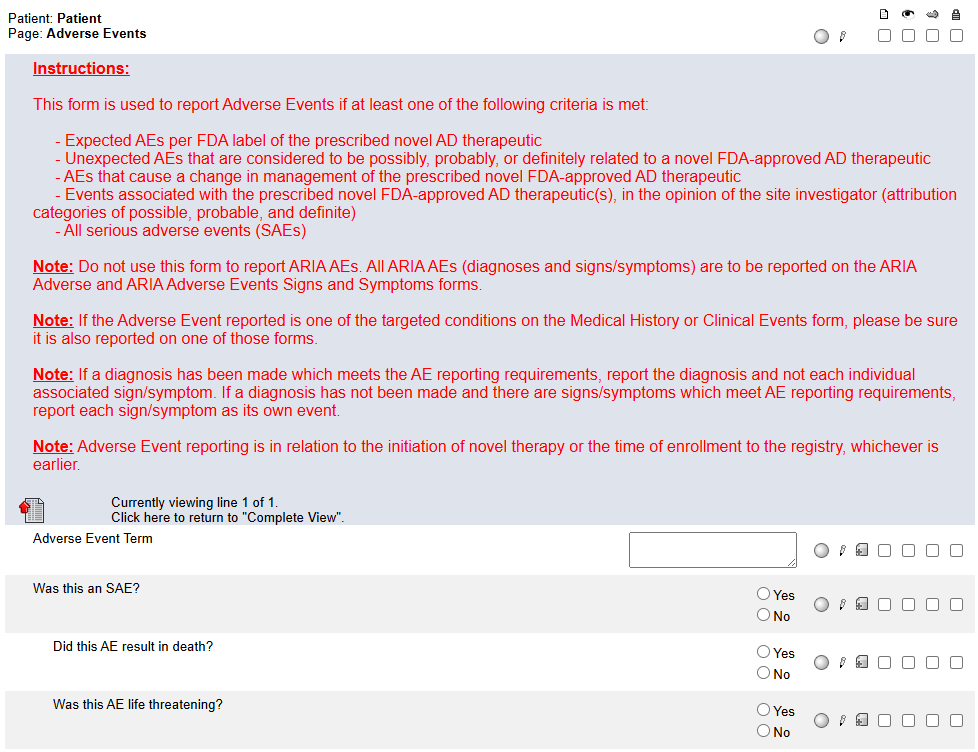 Patient: Patient
Page: Adverse Events
Instructions:
This form is used to report Adverse Events if at least one of the following criteria is met:
- Expected AEs per FDA label of the prescribed novel AD therapeutic
- Unexpected AEs that are considered to be possibly, probably, or definitely related to a novel FDA-approved AD therapeutic
- AEs that cause a change in management of the prescribed novel FDA-approved AD therapeutic
- Events associated with the prescribed novel FDA-approved AD therapeutic(s), in the opinion of the site investigator (attribution
categories of possible, probable, and definite)
- All serious adverse events (SAEs)
Note: Do not use this form to report ARIA AEs. All ARIA AEs (diagnoses and signs/symptoms) are to be reported on the ARIA
Adverse and ARIA Adverse Events Signs and Symptoms forms.
Note: If the Adverse Event reported is one of the targeted conditions on the Medical History or Clinical Events form, please be sure
it is also reported on one of those forms.
Note: If a diagnosis has been made which meets the AE reporting requirements, report the diagnosis and not each individual
associated sign/symptom. If a diagnosis has not been made and there are signs/symptoms which meet AE reporting requirements,
report each sign/symptom as its own event.
Note: Adverse Event reporting is in relation to the initiation of novel therapy or the time of enrollment to the registry, whichever is
earlier.
Currently viewing line 1 of 1.
Click here to return to "Complete View".
Adverse Event Term
Was this an SAE?
Yes
No
Did this AE result in death?
Yes
No
Was this AE life threatening?
Yes
No